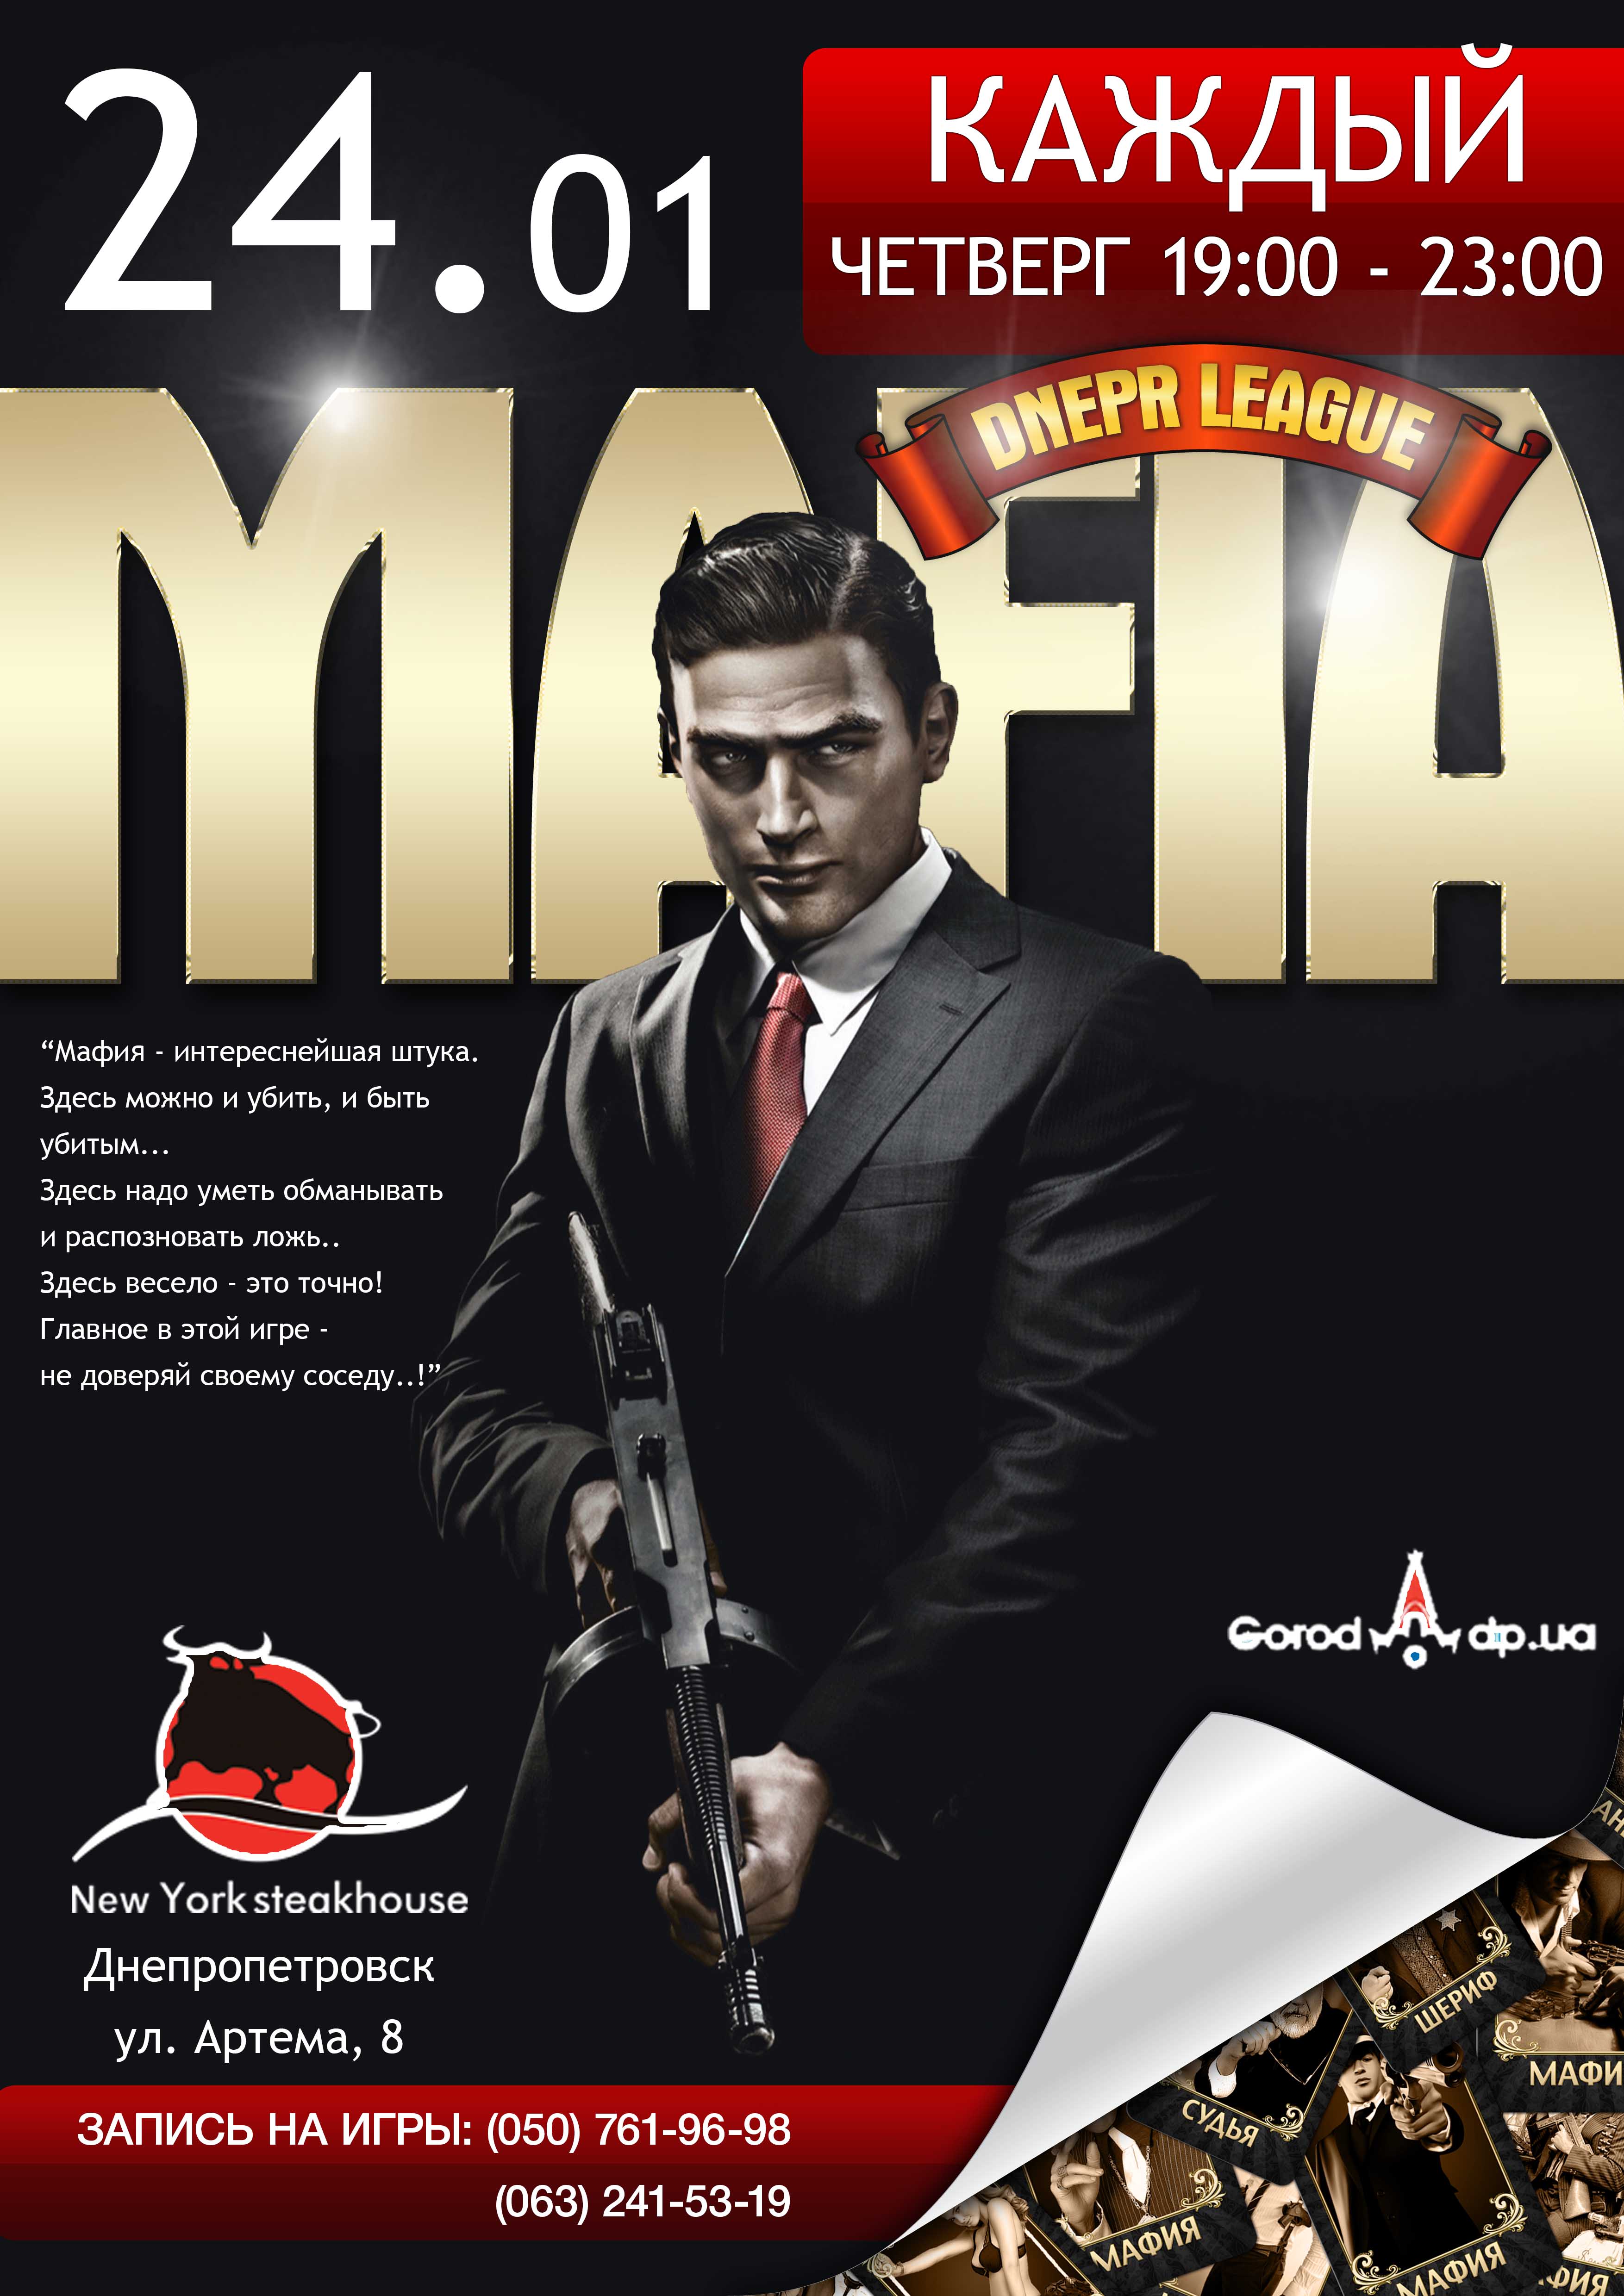 24.01
КАЖДЫЙ
ЧЕТВЕРГ 19:00 - 23:00
DNEPR LEAGUE
MAFIA
“Мафия - интереснейшая штука.
Здесь можно и убить, и быть
убитым...
Здесь надо уметь обманывать
и распозновать ложь..
Здесь весело - это точно!
Главное в этой игре -
не доверяй своему соседу..!”
Gorod dp.ua
New York steakhouse
Днепропетровск
ул. Артема, 8
ЗАПИСЬ НА ИГРЫ: (050) 761-96-98
(063) 241-53-19
ШЕРИФ
МАФИ
СУДЬЯ
МАФИЯ
МАФИЯ
ФИЯ